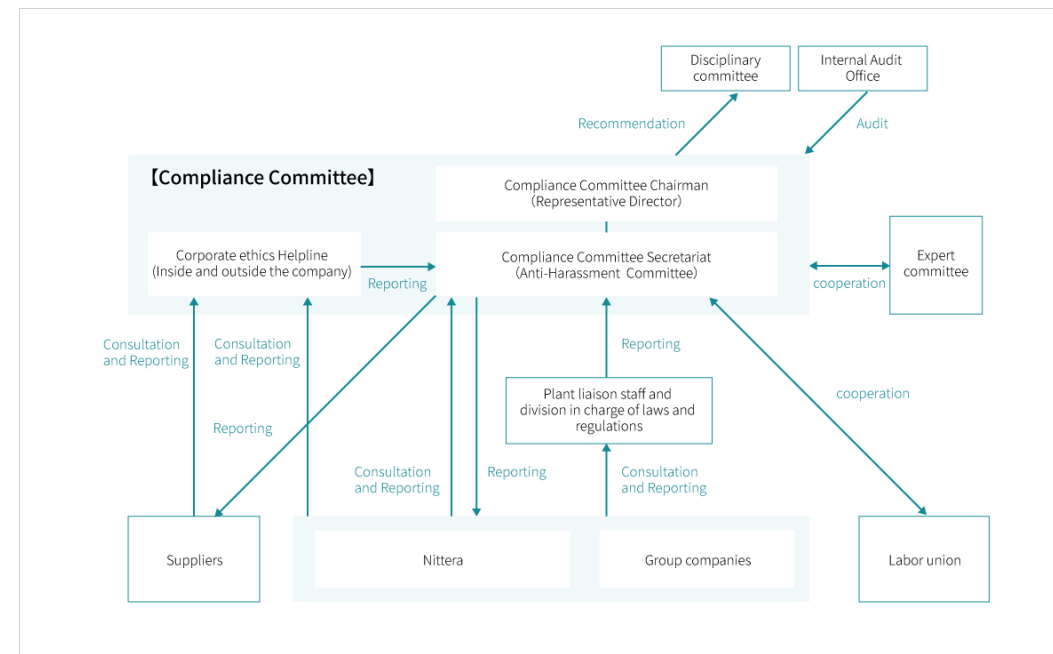 Disciplinary
committee
Internal Audit
Office
Recommendation
Audit
【Compliance Committee】
Compliance Committee Chairman
（Representative Director）
Corporate ethics Helpline
(Inside and outside the company)
Reporting
Compliance Committee Secretariat
（Anti-Harassment Committee）
cooperation
Expert
committee
Consultation
and Reporting
Consultation
and Reporting
Reporting
Plant liaison staff and
division in charge of laws and
regulations
cooperation
Reporting
Consultation
and Reporting
Reporting
Consultation
and Reporting
Suppliers
Nittera
Group companies
Labor union